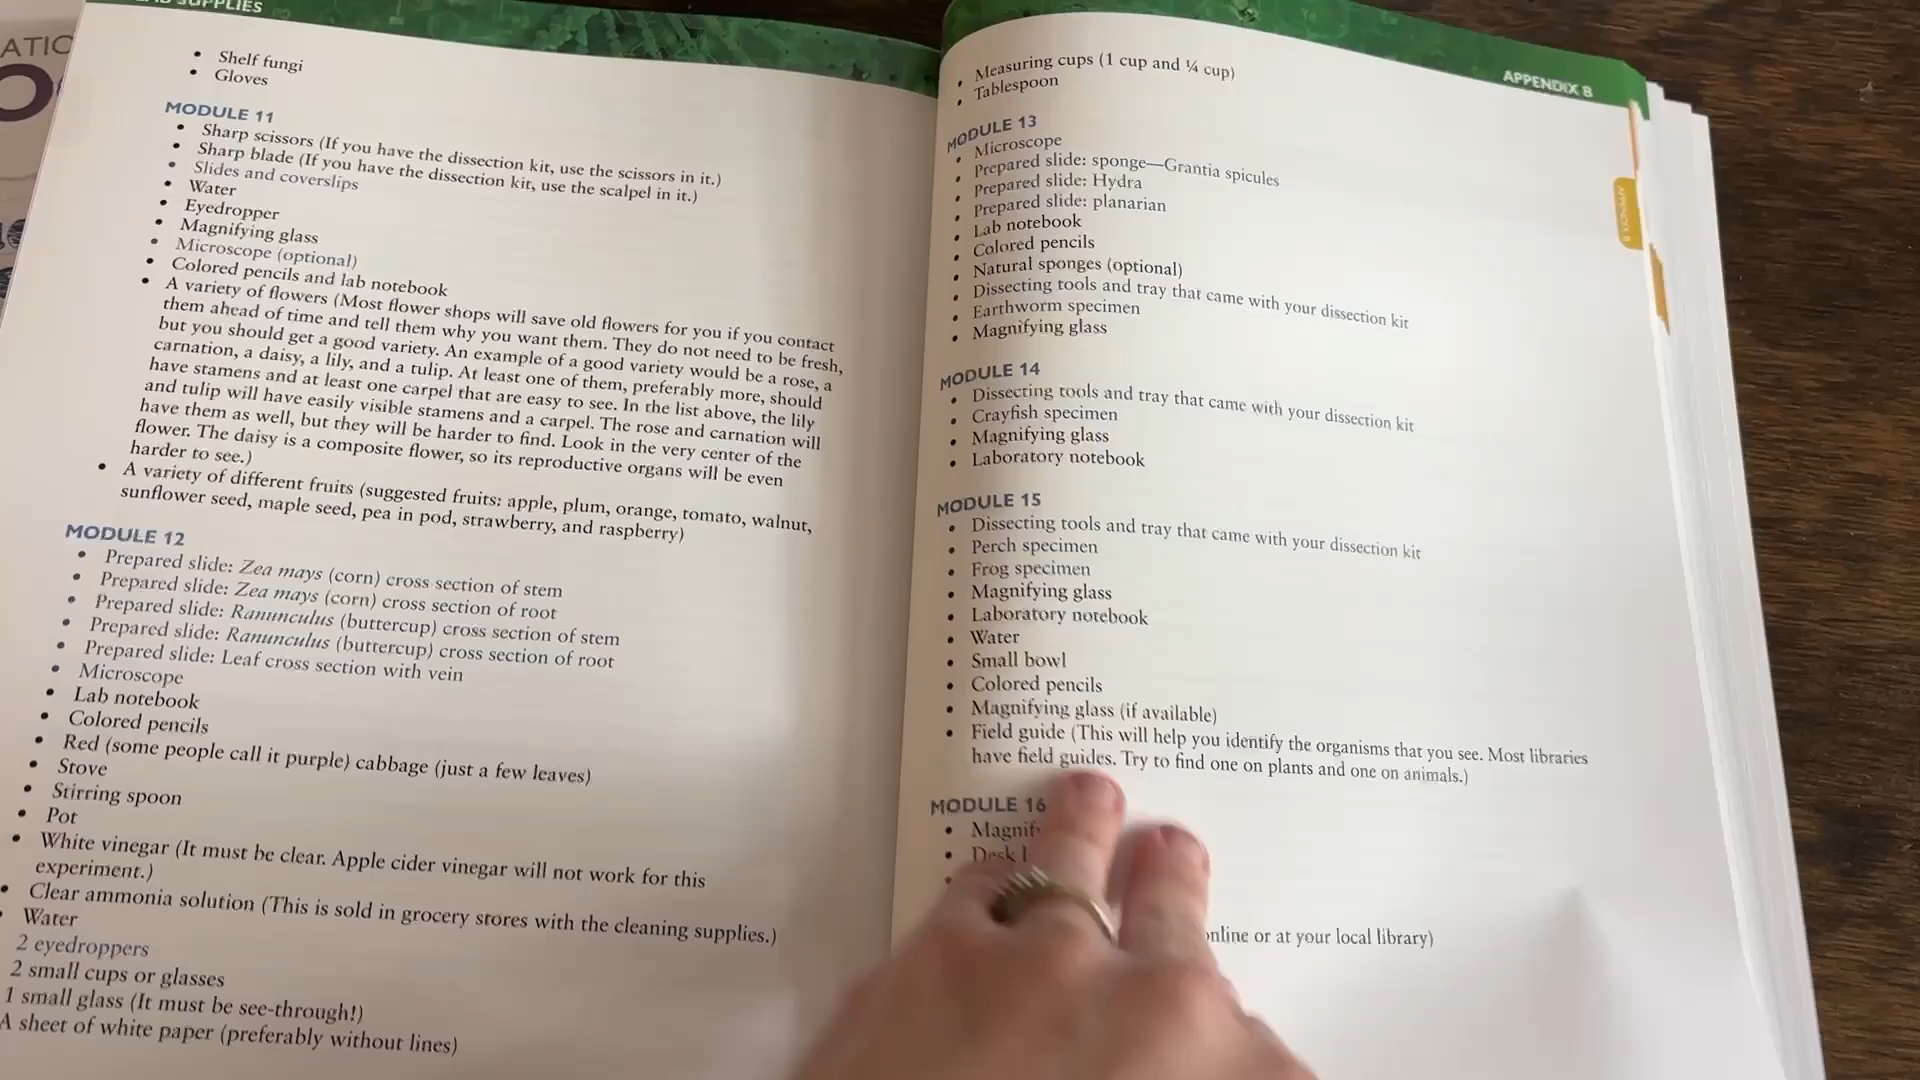 SUPPLIES
• Shelf fungi
• Gloves
MODULE 11
• Sharp scissors (If you have the dissection kit, use the scissors in it.)
• Sharp blade (If you have the dissection kit, use the scalpel in it.)
• Slides and coverslips
• Water
• Eyedropper
• Magnifying glass
• Microscope (optional)
• Colored pencils and lab notebook
• A variety of flowers (Most flower shops will save old flowers for you if you contact
them ahead of time and tell them why you want them. They do not need to be fresh,
but you should get a good variety. An example of a good variety would be a rose, a
carnation, a daisy, a lily, and a tulip. At least one of them, preferably more, should
have stamens and at least one carpel that are easy to see. In the list above, the lily
and tulip will have easily visible stamens and a carpel. The rose and carnation will
have them as well, but they will be harder to find. Look in the very center of the
flower. The daisy is a composite flower, so its reproductive organs will be even
harder to see.)
• A variety of different fruits (suggested fruits: apple, plum, orange, tomato, walnut,
sunflower seed, maple seed, pea in pod, strawberry, and raspberry)
MODULE 12
• Prepared slide: Zea mays (corn) cross section of stem
• Prepared slide: Zea mays (corn) cross section of root
• Prepared slide: Ranunculus (buttercup) cross section of stem
• Prepared slide: Ranunculus (buttercup) cross section of root
• Prepared slide: Leaf cross section with vein
• Microscope
• Lab notebook
• Colored pencils
• Red (some people call it purple) cabbage (just a few leaves)
• Stove
• Stirring spoon
• Pot
• White vinegar (It must be clear. Apple cider vinegar will not work for this
experiment.)
• Clear ammonia solution (This is sold in grocery stores with the cleaning supplies.)
• Water
2 eyedroppers
2 small cups or glasses
1 small glass (It must be see-through!)
A sheet of white paper (preferably without lines)
APPENDIX B
• Measuring cups (1 cup and ¼ cup)
• Tablespoon
MODULE 13
• Microscope
• Prepared slide: sponge—Grantia spicules
• Prepared slide: Hydra
• Prepared slide: planarian
• Lab notebook
• Colored pencils
• Natural sponges (optional)
• Dissecting tools and tray that came with your dissection kit
• Earthworm specimen
• Magnifying glass
MODULE 14
• Dissecting tools and tray that came with your dissection kit
• Crayfish specimen
• Magnifying glass
• Laboratory notebook
MODULE 15
• Dissecting tools and tray that came with your dissection kit
• Perch specimen
• Frog specimen
• Magnifying glass
• Laboratory notebook
• Water
• Small bowl
• Colored pencils
• Magnifying glass (if available)
• Field guide (This will help you identify the organisms that you see. Most libraries
have field guides. Try to find one on plants and one on animals.)
MODULE 16
• Magnif
• Desk l
•
online or at your local library)
APPENDIX B